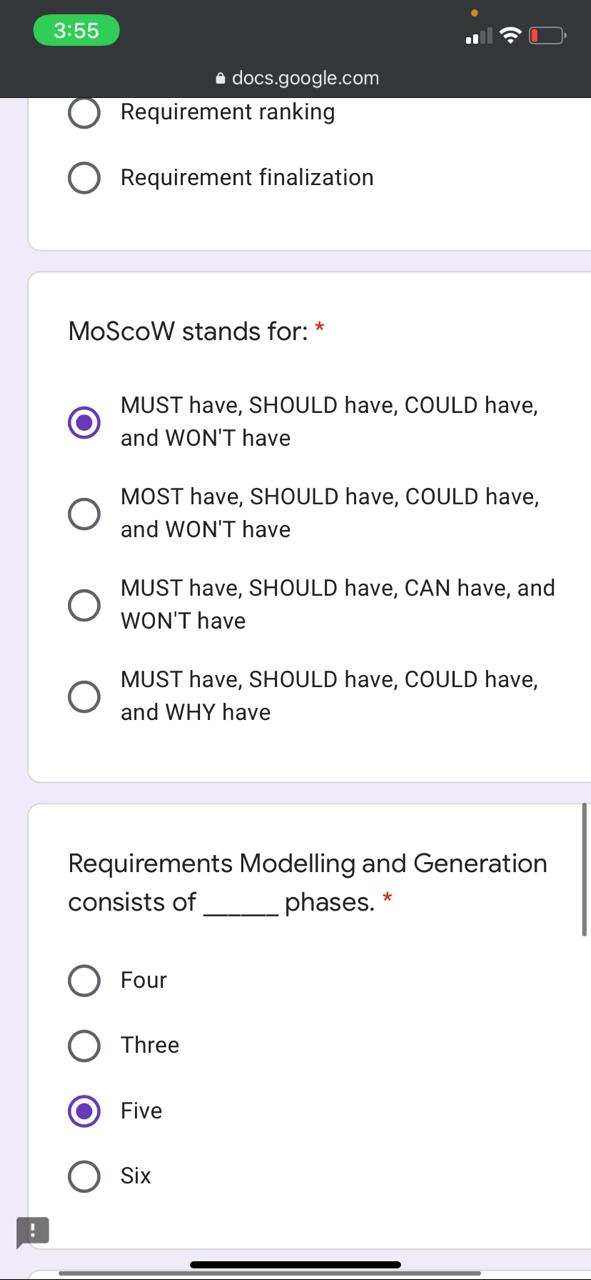 3:55
docs.google.com
Requirement ranking
Requirement finalization
MoScoW stands for: *
MUST have, SHOULD have, COULD have,
and WON'T have
MOST have, SHOULD have, COULD have,
and WON'T have
MUST have, SHOULD have, CAN have, and
WON'T have
MUST have, SHOULD have, COULD have,
and WHY have
Requirements Modelling and Generation
consists of ______ phases. *
Four
Three
Five
Six